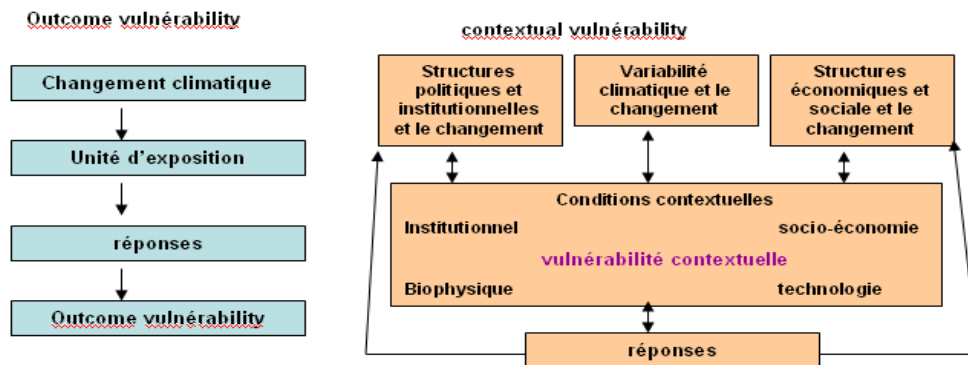 Outcome vulnérability
Changement climatique
Unité d'exposition
réponses
Outcome vulnérability
contextual vulnérability
Structures
politiques et
institutionnelles
et le changement
Variabilité
climatique et le
changement
Structures
économiques et
sociale et le
changement
Conditions contextuelles
Institutionnel
socio-économie
vulnérabilité contextuelle
Biophysique
technologie
réponses